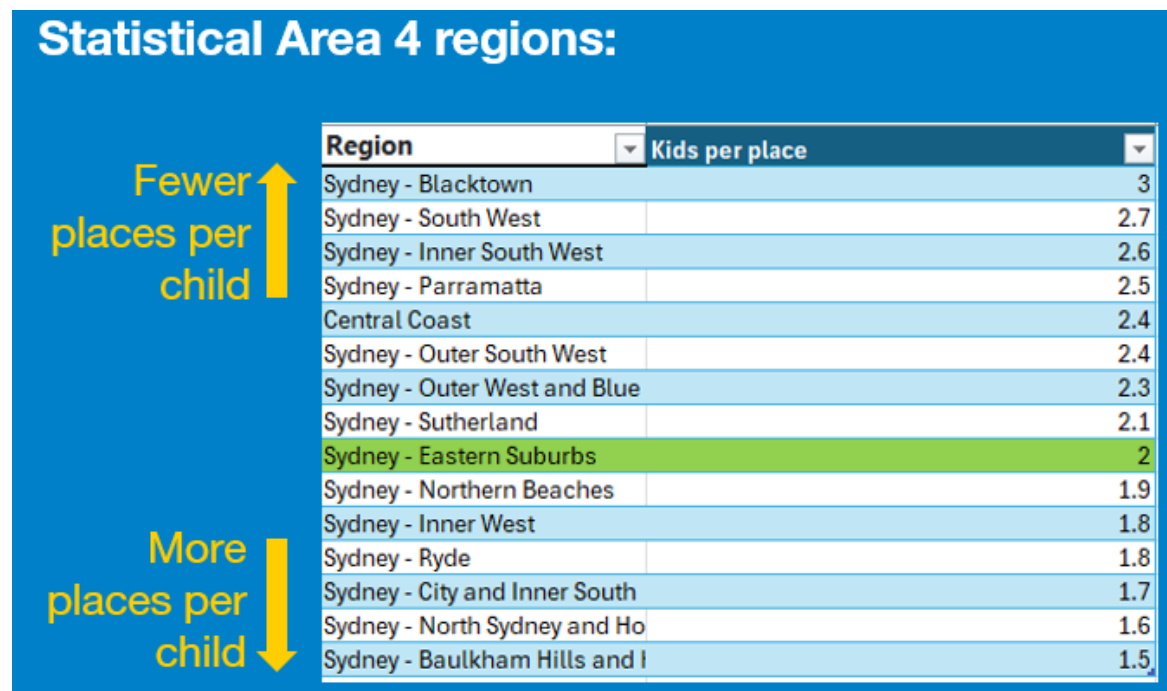 Statistical Area 4 regions:
Region Kids per place
Fewer places per child
Sydney - Blacktown 3
Sydney - South West 2.7
Sydney - Inner South West 2.6
Sydney - Parramatta 2.5
Central Coast 2.4
Sydney - Outer South West 2.4
Sydney - Outer West and Blue 2.3
Sydney - Sutherland 2.1
Sydney - Eastern Suburbs 2
Sydney - Northern Beaches 1.9
Sydney - Inner West 1.8
More places per child
Sydney - Ryde 1.8
Sydney - City and Inner South 1.7
Sydney - North Sydney and Ho 1.6
Sydney - Baulkham Hills and 1.5